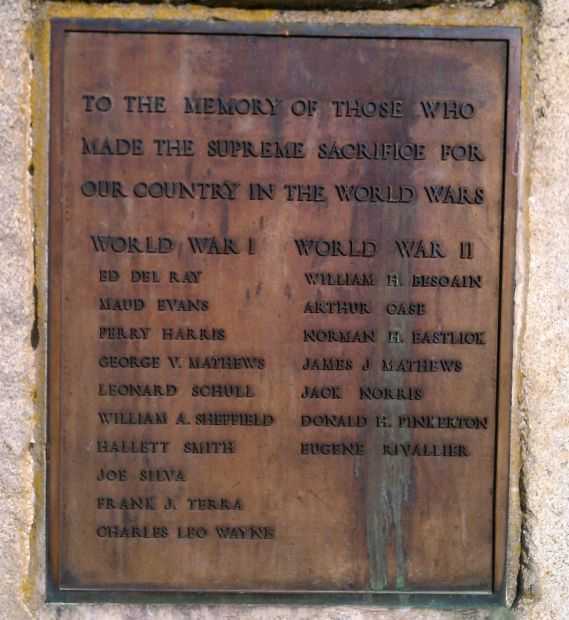 TO THE MEMORY OF THOSE WHO
MADE THE SUPREME SACRIFICE FOR
OUR COUNTRY IN THE WORLD WARS
WORLD WAR I
ED DEL RAY
MAUD EVANS
PERRY HARRIS
GEORGE V. MATHEWS
LEONARD SCHULL
WILLIAM A. SHEFFIELD
HALLETT SMITH
JOE SILVA
FRANK J. TERRA
CHARLES LEO WAYNE
WORLD WAR II
WILLIAM H. BESOAIN
ARTHUR CASE
NORMAN H. EASTLICK
JAMES J. MATHEWS
JACK NORRIS
DONALD H. PINKERTON
EUGENE RIVALLIER